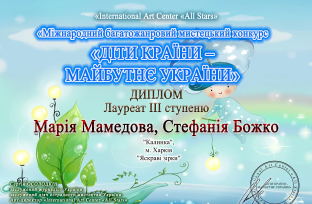 «International Art Center «All Stars»
«Міжнародний багатожанровий мистецький конкурс
«ДІТИ КРАЇНИ –
МАЙБУТНЄ УКРАЇНИ»
ДИПЛОМ
Лауреат III ступеню
Марія Мамедова, Стефанія Божко
"Калинка",
м. Харків
"Яскраві зірки"